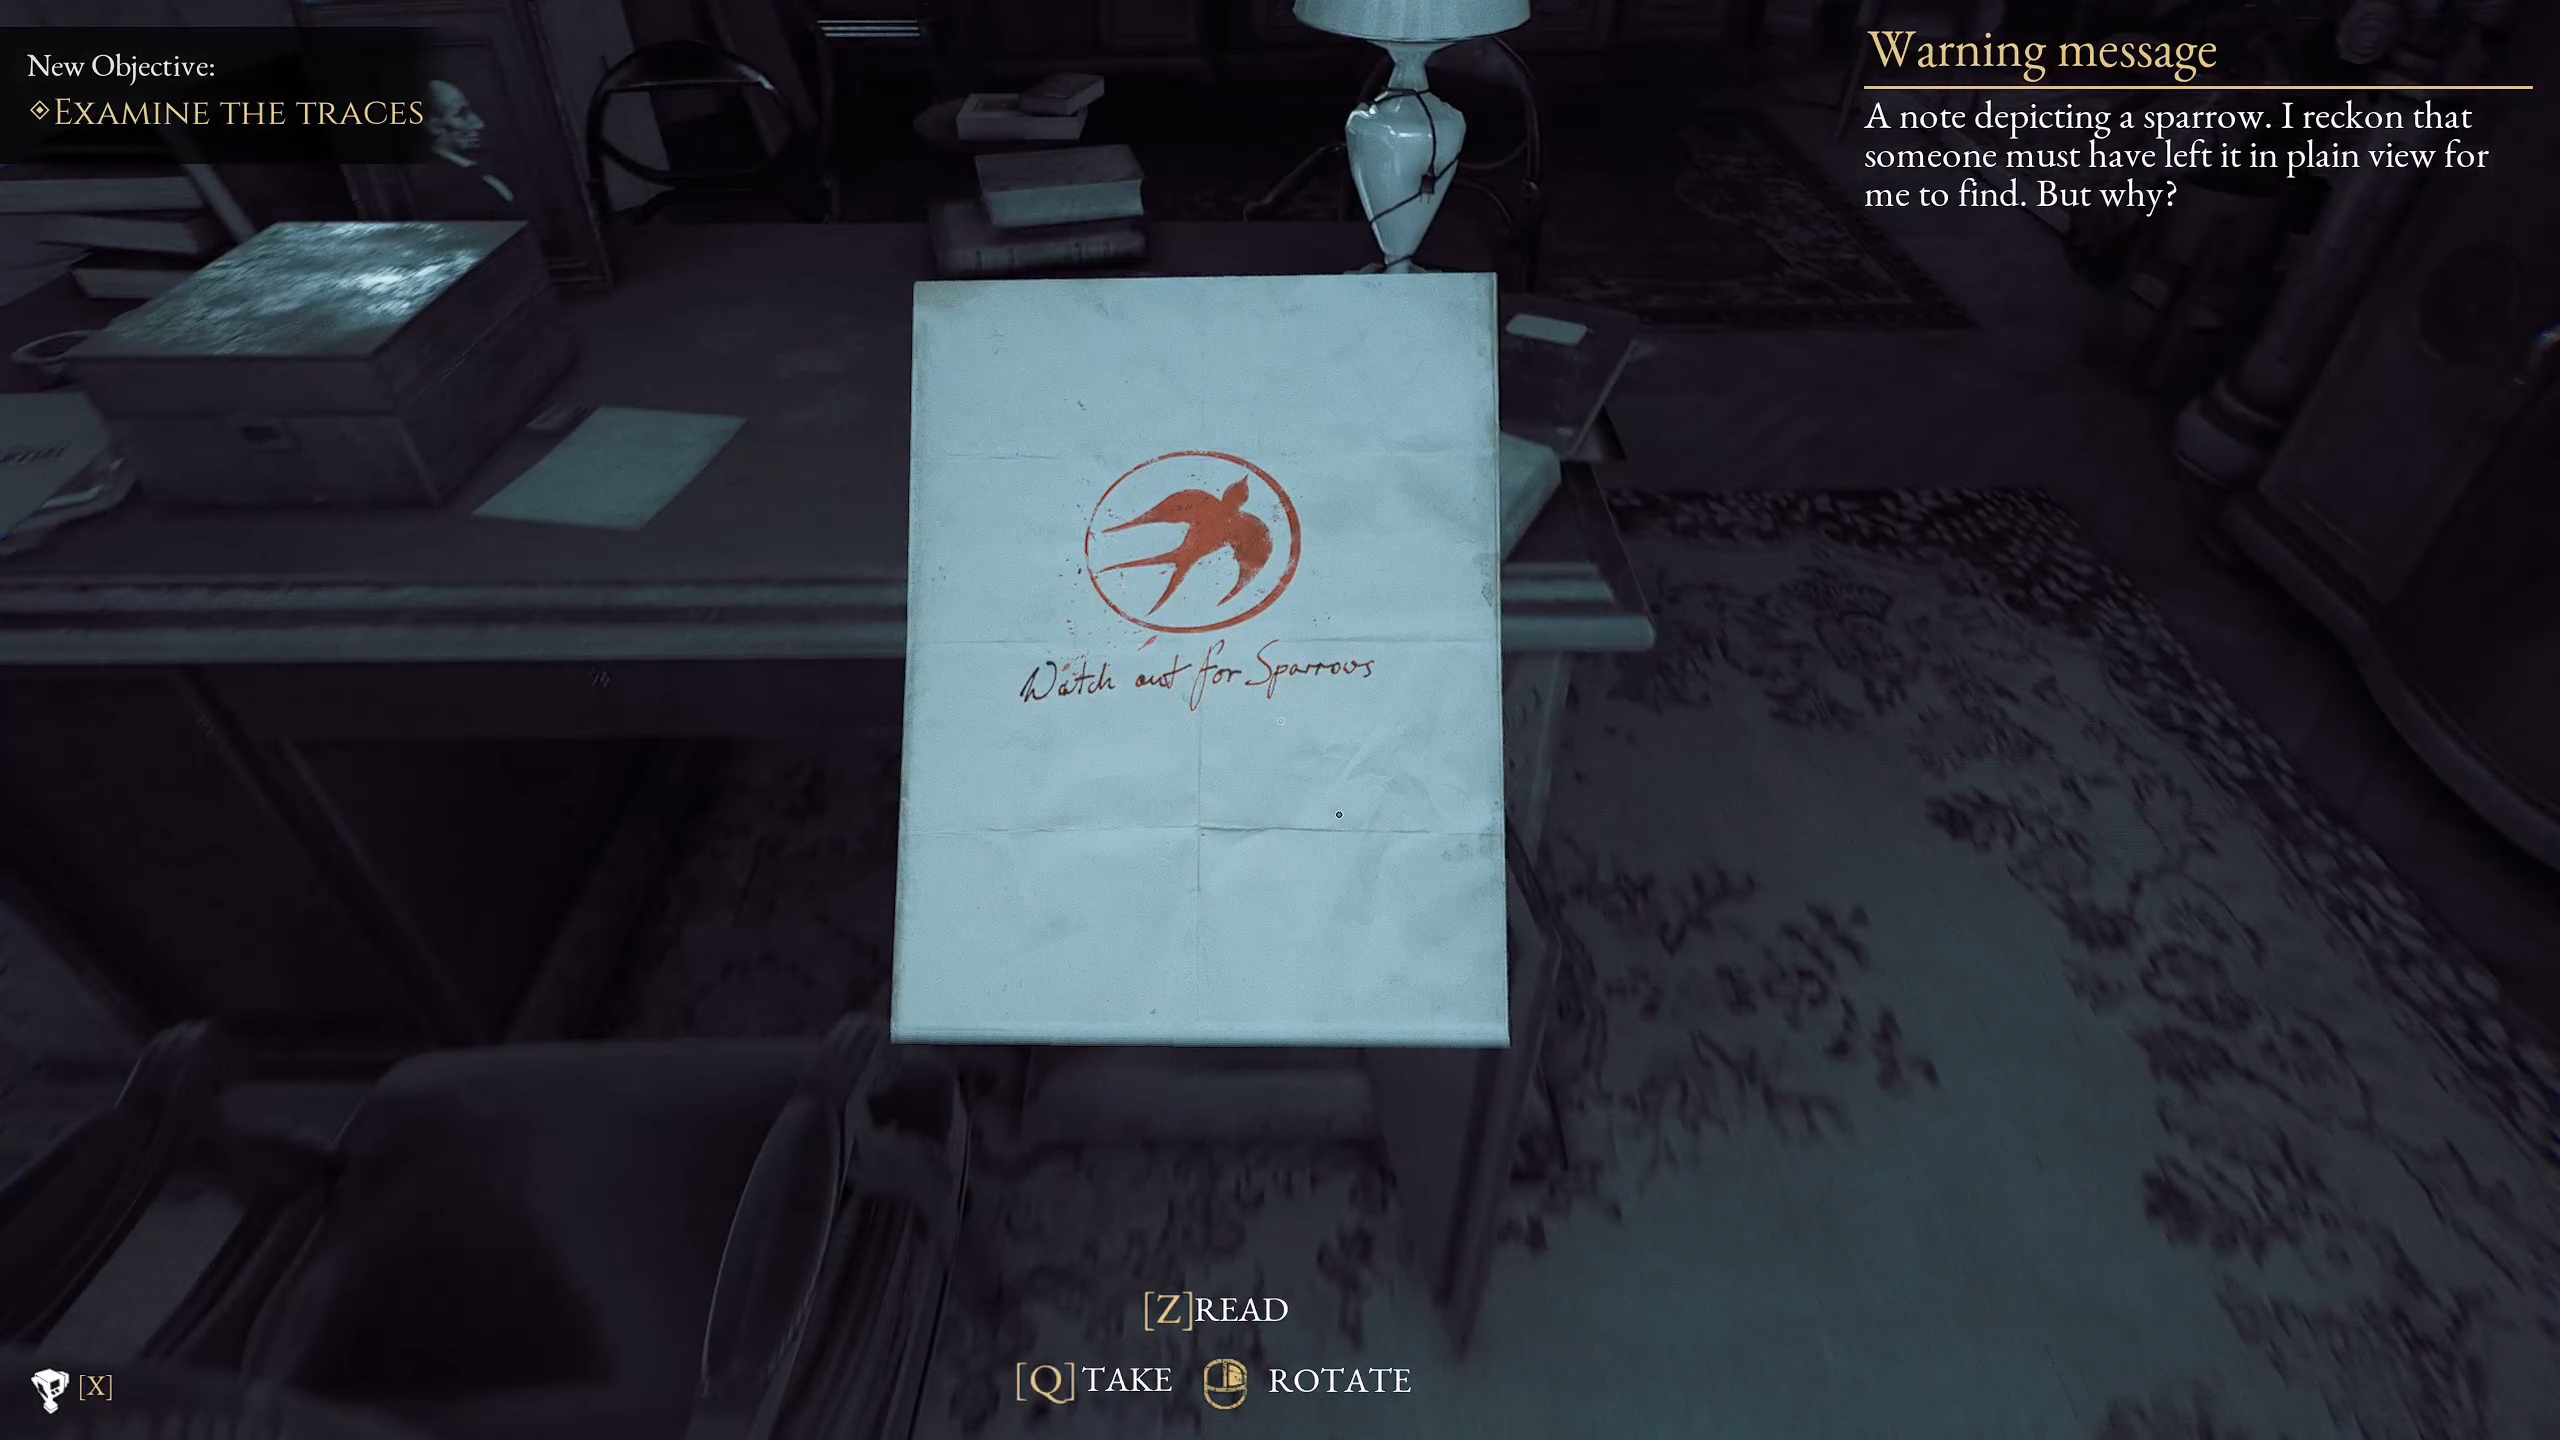 New Objective:
EXAMINE THE TRACES
Warning message
A note depicting a sparrow. I reckon that
someone must have left it in plain view for
me to find. But why?
Watch out for Sparrows
[Z]READ
[Q]TAKE ROTATE
[X]